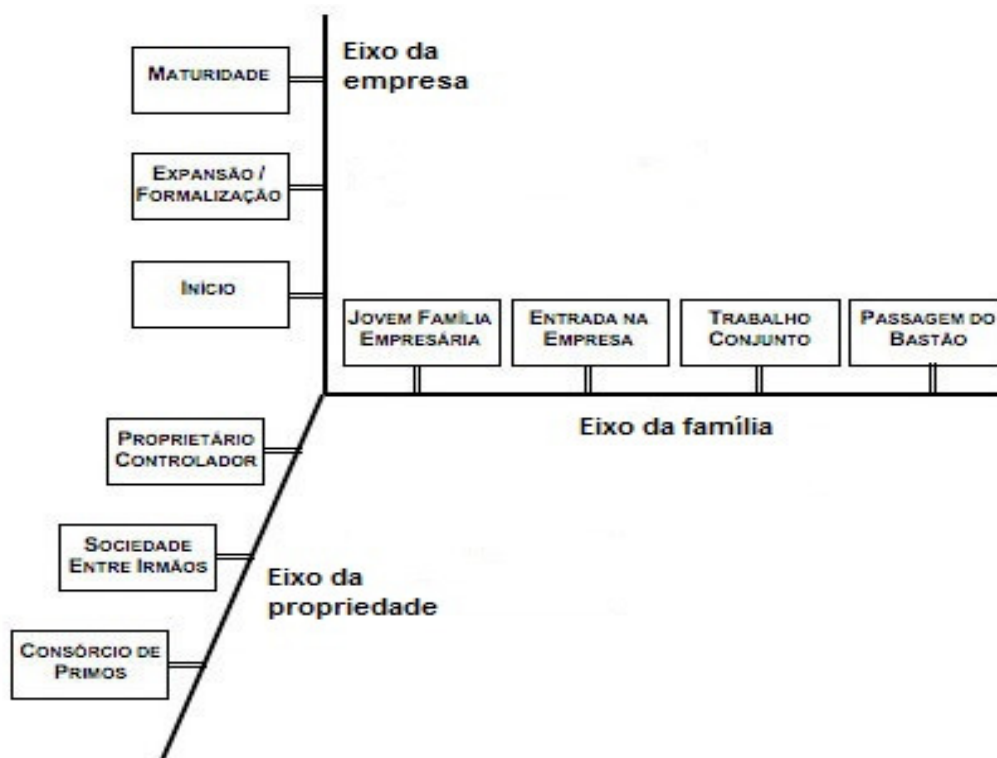 Eixo da
empresa
MATURIDADE
EXPANSÃO /
FORMALIZAÇÃO
INÍCIO
JOVEM FAMÍLIA
EMPRESÁRIA
ENTRADA NA
EMPRESA
TRABALHO
CONJUNTO
PASSAGEM DO
BASTÃO
Eixo da família
PROPRIETÁRIO
CONTROLADOR
SOCIEDADE
ENTRE IRMÃOS
Eixo da
propriedade
CONSÓRCIO DE
PRIMOS